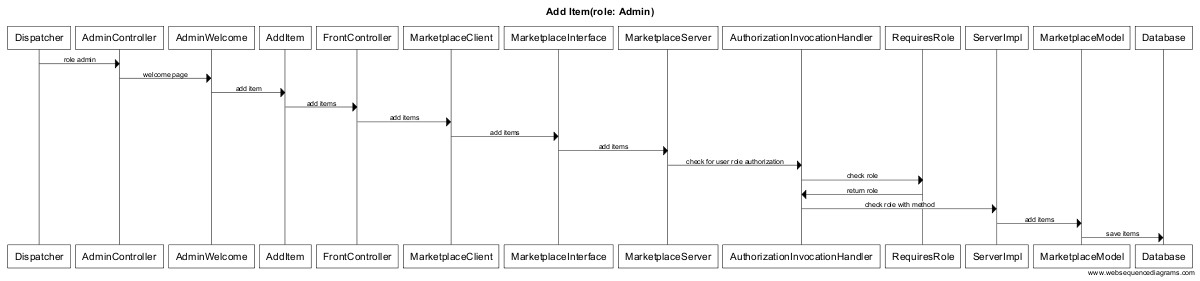 Add Item(role: Admin)
Dispatcher AdminController AdminWelcome AddItem FrontController MarketplaceClient MarketplaceInterface MarketplaceServer AuthorizationInvocationHandler RequiresRole ServerImpl MarketplaceModel Database
role admin
welcome page
add item
add items
add items
add items
add items
check for user role authorization
check role
return role
check role with method
add items
save items
Dispatcher AdminController AdminWelcome AddItem FrontController MarketplaceClient MarketplaceInterface MarketplaceServer AuthorizationInvocationHandler RequiresRole ServerImpl MarketplaceModel Database
www.websequencediagrams.com